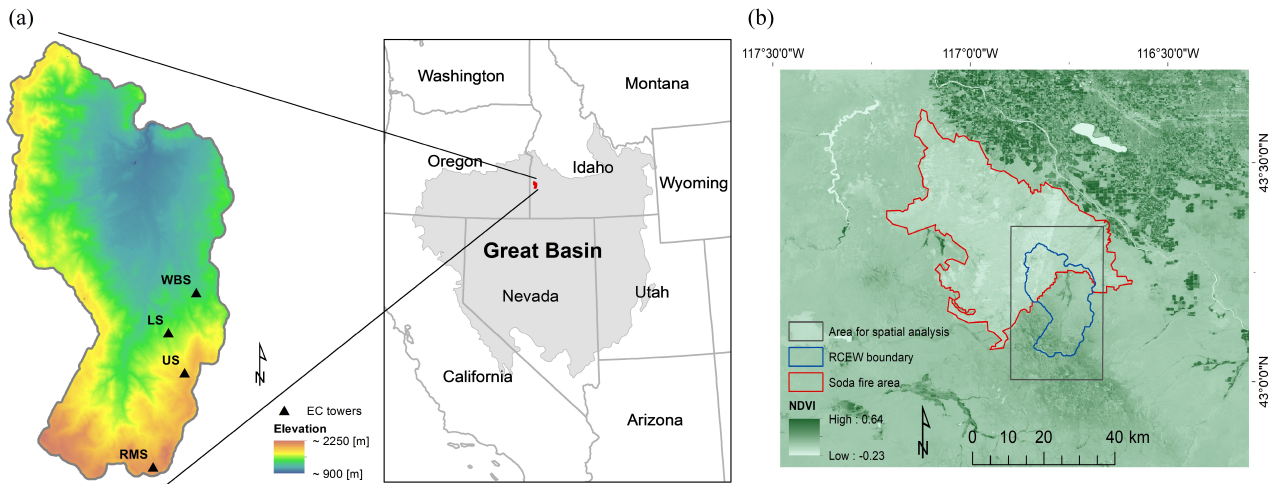 (a)
WBS
LS
US
RMS
N
EC towers
Elevation
~ 2250 [m]
~ 900 [m]
Washington
Montana
Oregon
Idaho
Wyoming
Great Basin
Nevada
Utah
California
Arizona
(b)
117°30'0"W
117°0'0"W
116°30'0"W
43°30'0"N
43°0'0"N
Area for spatial analysis
RCEW boundary
Soda fire area
NDVI
High : 0.64
Low : -0.23
N
0 10 20 40 km